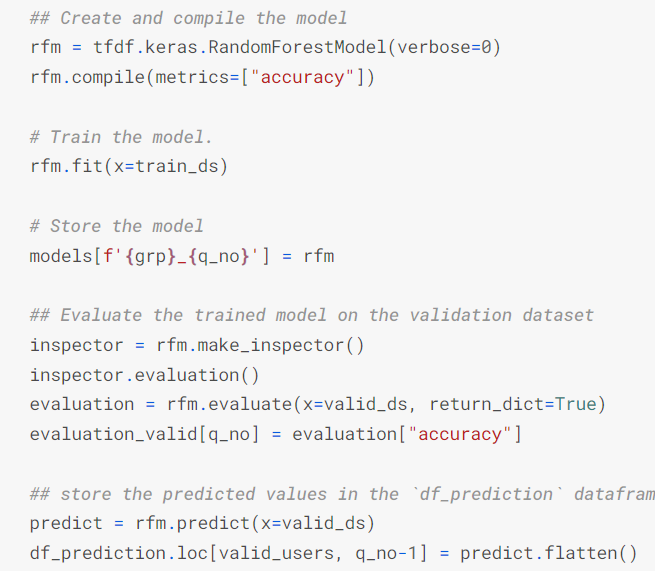 ## Create and compile the model
rfm = tfdf.keras.RandomForestModel(verbose=0)
rfm.compile(metrics=["accuracy"])
# Train the model.
rfm.fit(x=train_ds)
# Store the model
models[f'{grp}_{q_no}'] = rfm
## Evaluate the trained model on the validation dataset
inspector = rfm.make_inspector()
inspector.evaluation()
evaluation = rfm.evaluate(x=valid_ds, return_dict=True)
evaluation_valid[q_no] = evaluation["accuracy"]
## store the predicted values in the `df_prediction` datafram
predict = rfm.predict(x=valid_ds)
df_prediction.loc[valid_users, q_no-1] = predict.flatten()